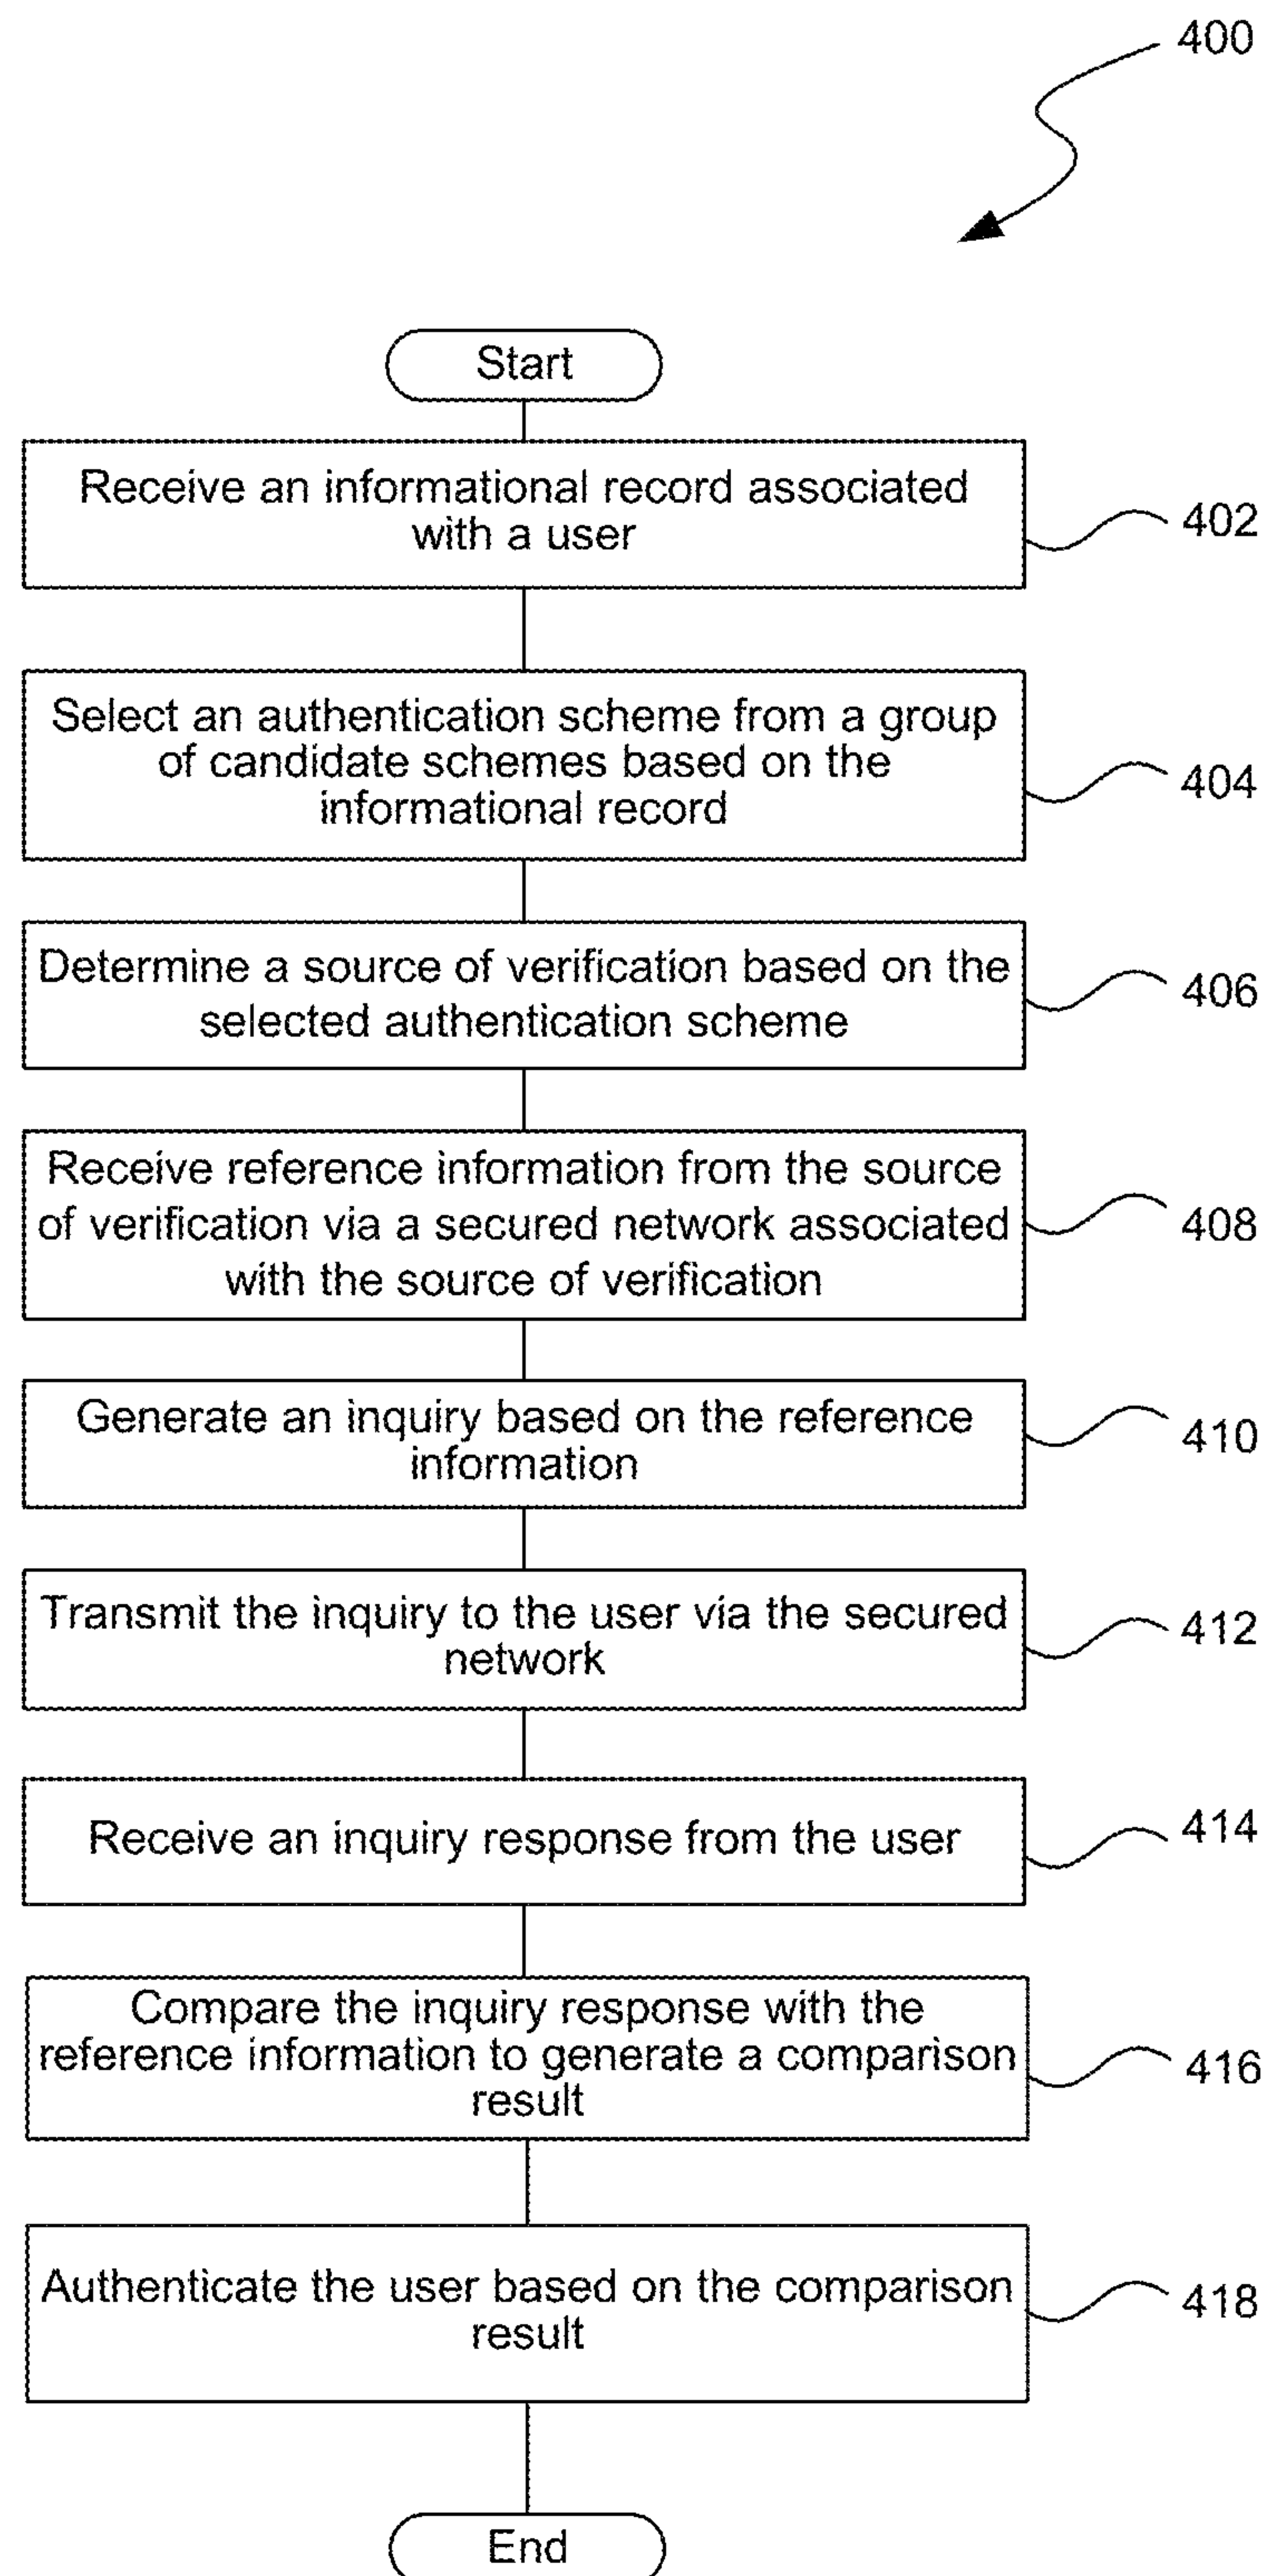 400
Start
Receive an informational record associated
with a user
402
Select an authentication scheme from a group
of candidate schemes based on the
informational record
404
Determine a source of verification based on the
selected authentication scheme
406
Receive reference information from the source
of verification via a secured network associated
with the source of verification
408
Generate an inquiry based on the reference
information
410
Transmit the inquiry to the user via the secured
network
412
Receive an inquiry response from the user
414
Compare the inquiry response with the
reference information to generate a comparison
result
416
Authenticate the user based on the comparison
result
418
End